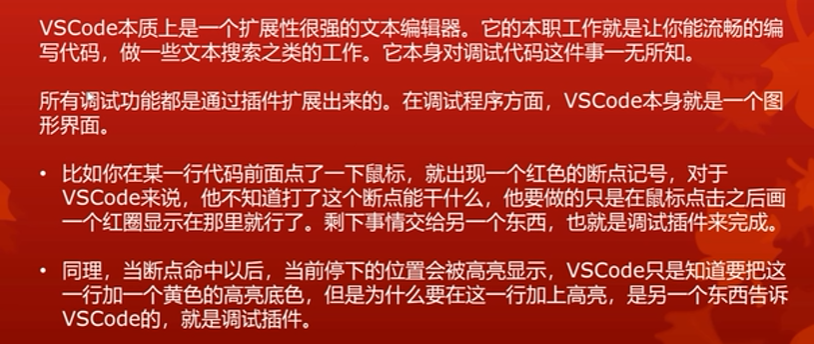 VSCode本质上是一个扩展性很强的文本编辑器。它的本职工作就是让你能流畅的编
写代码，做一些文本搜索之类的工作。它本身对调试代码这件事一无所知。
所有调试功能都是通过插件扩展出来的。在调试程序方面，VSCode本身就是一个图
形界面。
• 比如你在某一行代码前面点了一下鼠标，就出现一个红色的断点记号，对于
VSCode来说，他不知道打了这个断点能干什么，他要做的只是在鼠标点击之后画
一个红圈显示在那里就行了。剩下事情交给另一个东西，也就是调试插件来完成。
• 同理，当断点命中以后，当前停下的位置会被高亮显示，VSCode只是知道要把这
一行加一个黄色的高亮底色，但是为什么要在这一行加上高亮，是另一个东西告诉
VSCode的，就是调试插件。